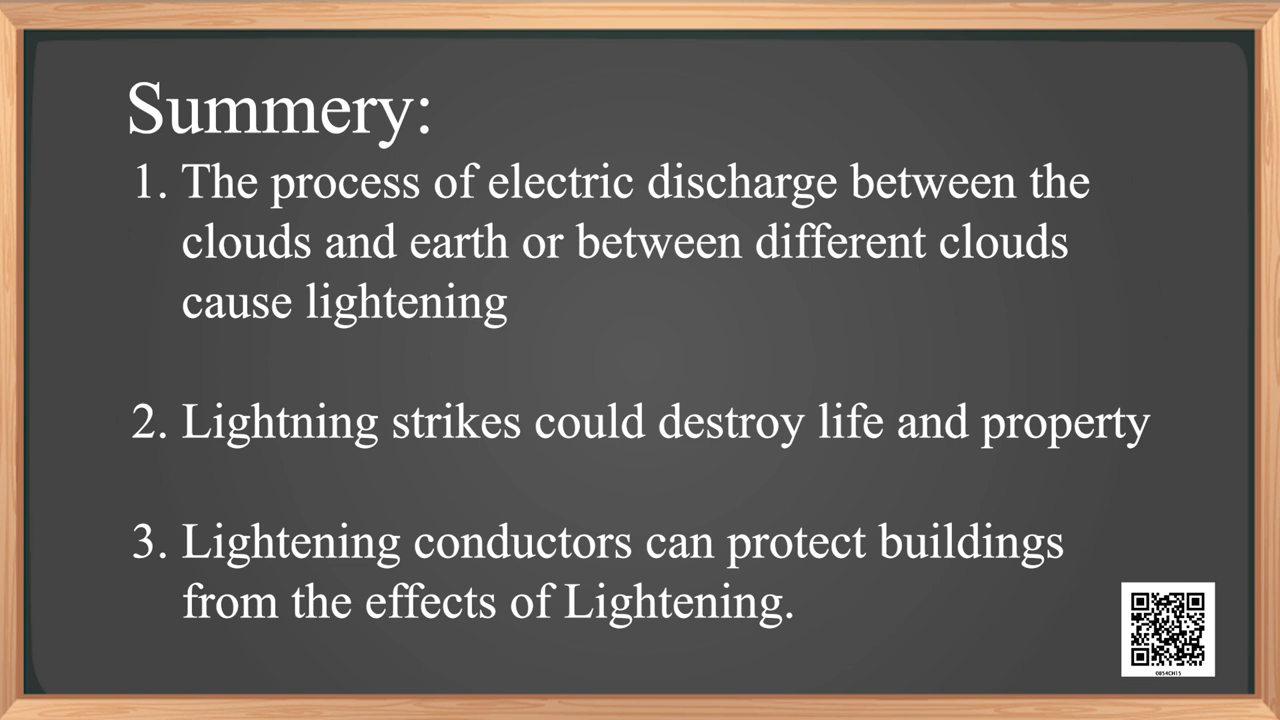 Summery:
1. The process of electric discharge between the
clouds and earth or between different clouds
cause lightening
2. Lightning strikes could destroy life and property
3. Lightening conductors can protect buildings
from the effects of Lightening.
0854CH15